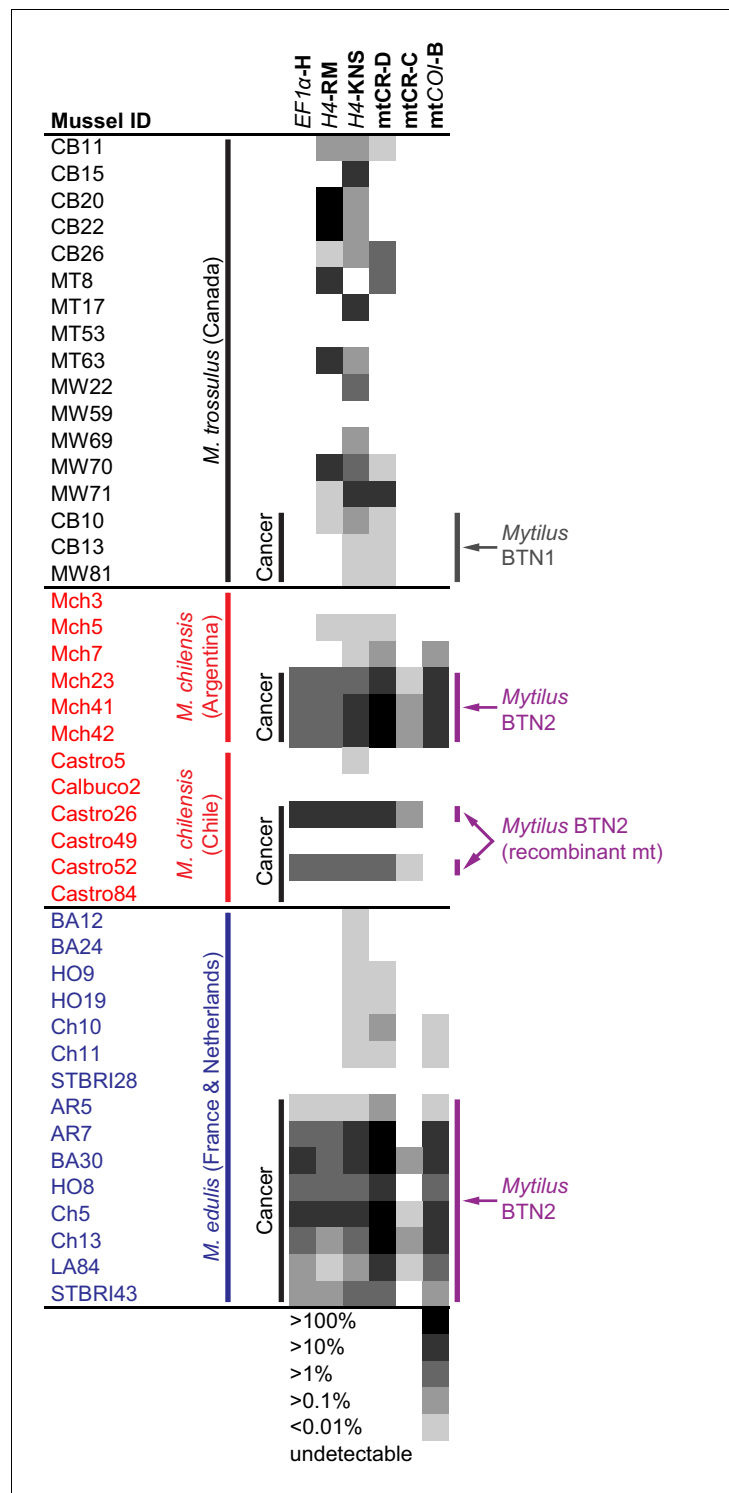 Mussel ID
EF1α-H
H4-RM
H4-KNS
mtCR-D
mtCR-C
mtCOI-B
CB11
CB15
CB20
CB22
CB26
MT8
MT17
MT53
MT63
MW22
MW59
MW69
MW70
MW71
CB10
CB13
MW81
M. trossulus (Canada)
Cancer
Mytilus
BTN1
Mch3
Mch5
Mch7
Mch23
Mch41
Mch42
M. chilensis
(Argentina)
Cancer
Mytilus
BTN2
Castro5
Calbuco2
Castro26
Castro49
Castro52
Castro84
M. chilensis
(Chile)
Cancer
Mytilus BTN2
(recombinant mt)
BA12
BA24
HO9
HO19
Ch10
Ch11
STBRI28
AR5
AR7
BA30
HO8
Ch5
Ch13
LA84
STBRI43
M. edulis (France & Netherlands)
Cancer
Mytilus
BTN2
>100%
>10%
>1%
>0.1%
<0.01%
undetectable